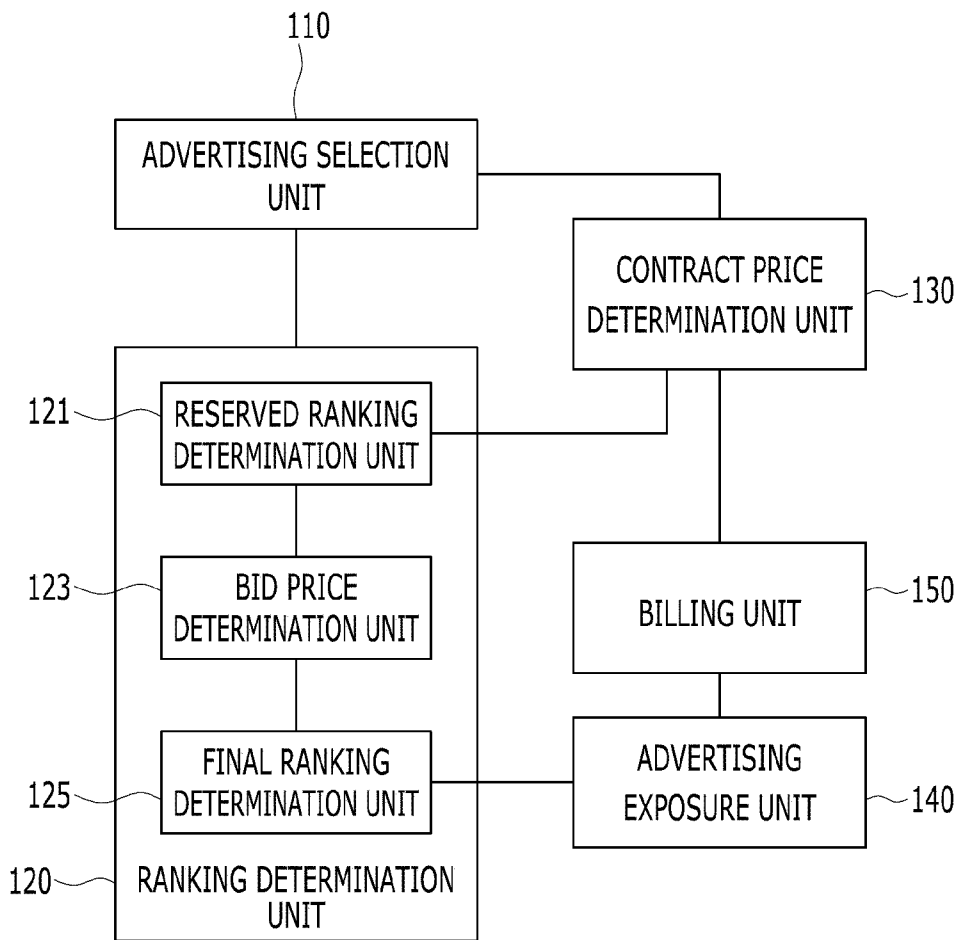 110
ADVERTISING SELECTION
UNIT
CONTRACT PRICE
DETERMINATION UNIT
130
121
RESERVED RANKING
DETERMINATION UNIT
123
BID PRICE
DETERMINATION UNIT
BILLING UNIT
150
125
FINAL RANKING
DETERMINATION UNIT
ADVERTISING
EXPOSURE UNIT
140
120
RANKING DETERMINATION
UNIT